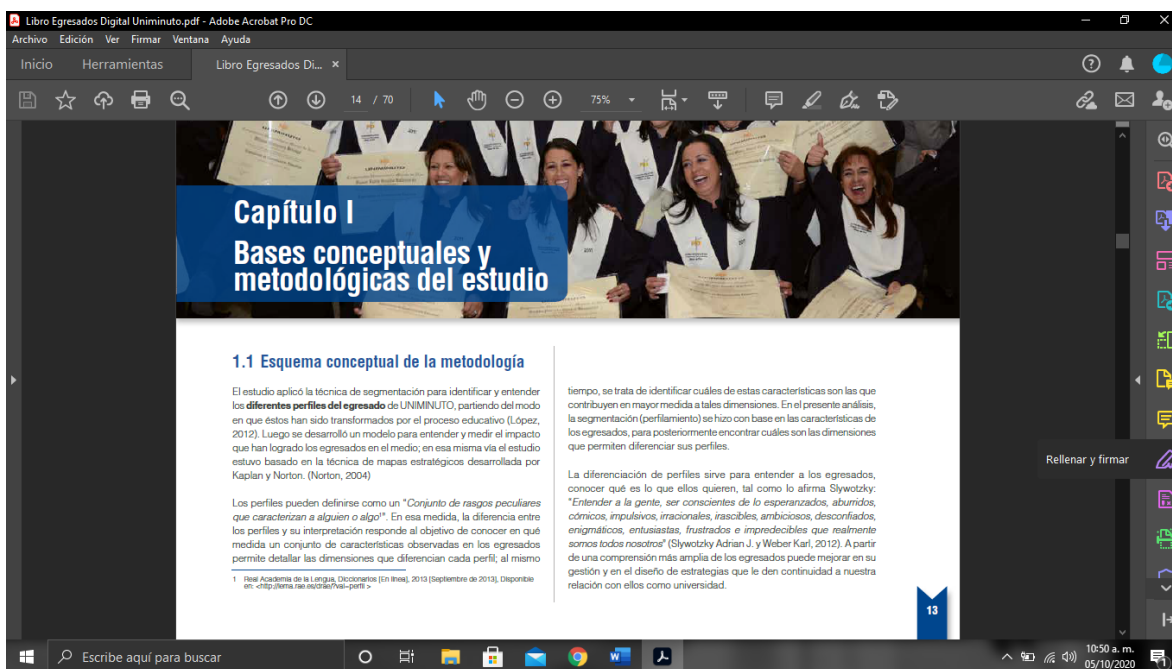 Libro Egresados Digital Uniminuto.pdf - Adobe Acrobat Pro DC
Archivo Edición Ver Firmar Ventana Ayuda
Inicio Herramientas Libro Egresados Di... ×
14 / 70 75%
Capítulo I
Bases conceptuales y
metodológicas del estudio
1.1 Esquema conceptual de la metodología
El estudio aplicó la técnica de segmentación para identificar y entender
los diferentes perfiles del egresado de UNIMINUTO, partiendo del modo
en que éstos han sido transformados por el proceso educativo (López,
2012). Luego se desarrolló un modelo para entender y medir el impacto
que han logrado los egresados en el medio; en esa misma vía el estudio
estuvo basado en la técnica de mapas estratégicos desarrollada por
Kaplan y Norton. (Norton, 2004)
Los perfiles pueden definirse como un "Conjunto de rasgos peculiares
que caracterizan a alguien o algo¹". En esa medida, la diferencia entre
los perfiles y su interpretación responde al objetivo de conocer en qué
medida un conjunto de características observadas en los egresados
permite detallar las dimensiones que diferencian cada perfil; al mismo
1 Real Academia de la Lengua, Diccionarios [En línea], 2013 [Septiembre de 2013], Disponible
en: <http://lema.rae.es/drae/?val=perfil >
tiempo, se trata de identificar cuáles de estas características son las que
contribuyen en mayor medida a tales dimensiones. En el presente análisis,
la segmentación (perfilamiento) se hizo con base en las características de
los egresados, para posteriormente encontrar cuáles son las dimensiones
que permiten diferenciar sus perfiles.
La diferenciación de perfiles sirve para entender a los egresados,
conocer qué es lo que ellos quieren, tal como lo afirma Slywotzky:
"Entender a la gente, ser conscientes de lo esperanzados, aburridos,
cómicos, impulsivos, irracionales, irascibles, ambiciosos, desconfiados,
enigmáticos, entusiastas, frustrados e impredecibles que realmente
somos todos nosotros" (Slywotzky Adrian J. y Weber Karl, 2012). A partir
de una comprensión más amplia de los egresados puede mejorar en su
gestión y en el diseño de estrategias que le den continuidad a nuestra
relación con ellos como universidad.
13
Rellenar y firmar
Escribe aquí para buscar
10:50 a. m.
05/10/2020